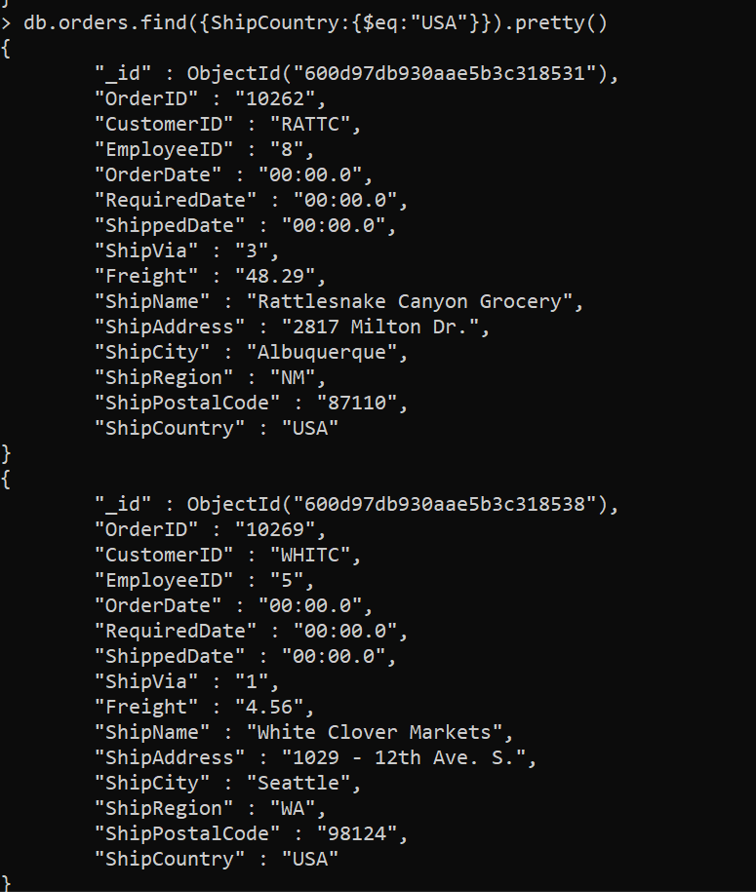 > db.orders.find({ShipCountry:{$eq:"USA"}}).pretty()
{
"_id" : ObjectId("600d97db930aae5b3c318531"),
"OrderID" : "10262",
"CustomerID" : "RATTC",
"EmployeeID" : "8",
"OrderDate" : "00:00.0",
"RequiredDate" : "00:00.0",
"ShippedDate" : "00:00.0",
"ShipVia" : "3",
"Freight" : "48.29",
"ShipName" : "Rattlesnake Canyon Grocery",
"ShipAddress" : "2817 Milton Dr.",
"ShipCity" : "Albuquerque",
"ShipRegion" : "NM",
"ShipPostalCode" : "87110",
"ShipCountry" : "USA"
}
{
"_id" : ObjectId("600d97db930aae5b3c318538"),
"OrderID" : "10269",
"CustomerID" : "WHITC",
"EmployeeID" : "5",
"OrderDate" : "00:00.0",
"RequiredDate" : "00:00.0",
"ShippedDate" : "00:00.0",
"ShipVia" : "1",
"Freight" : "4.56",
"ShipName" : "White Clover Markets",
"ShipAddress" : "1029 - 12th Ave. S.",
"ShipCity" : "Seattle",
"ShipRegion" : "WA",
"ShipPostalCode" : "98124",
"ShipCountry" : "USA"
}